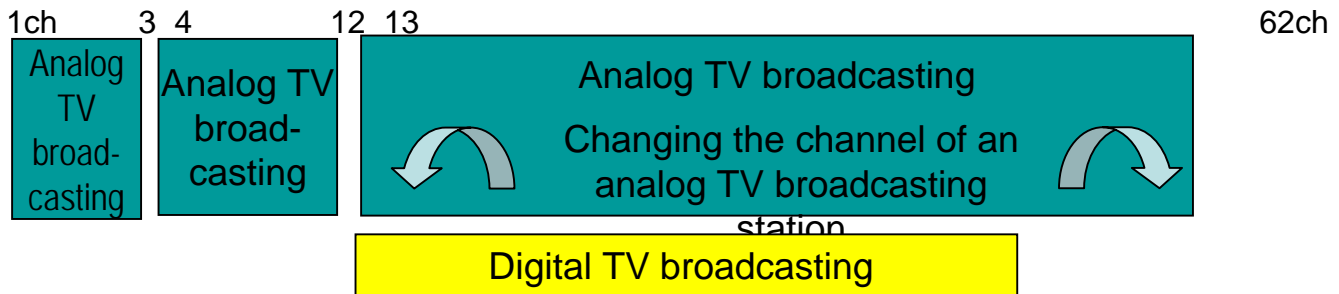 1ch 3 4 12 13 62ch
Analog
TV
broad-
casting
Analog TV
broad-
casting
Analog TV broadcasting
Changing the channel of an
analog TV broadcasting
station
Digital TV broadcasting